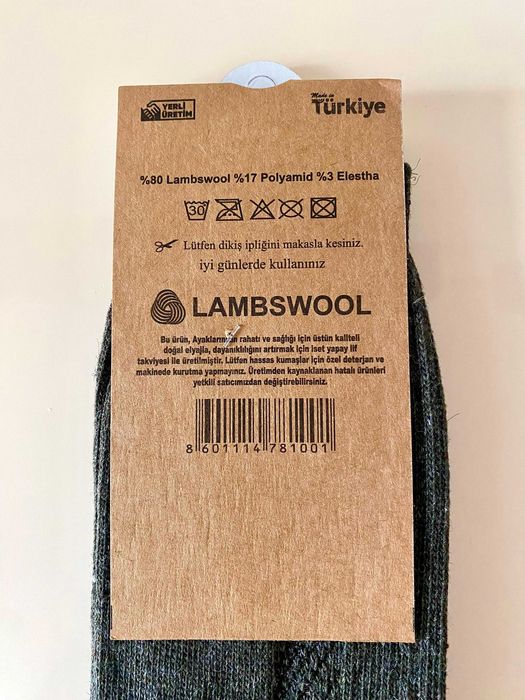 YERLİ
ÜRETİM
Made in
Türkiye
%80 Lambswool %17 Polyamid %3 Elestha
30
Lütfen dikiş ipliğini makasla kesiniz.
iyi günlerde kullanınız
LAMBSWOOL
Bu ürün, Ayaklarınızın rahatı ve sağlığı için üstün kaliteli
doğal elyajla, dayanıklılığını artırmak için iset yapay lif
takviyesi ile üretilmiştir. Lütfen hassas kumaşlar için özel deterjan ve
makinede kurutma yapmayınız. Üretimden kaynaklanan hatalı ürünleri
yetkili satıcımızdan değiştirebilirsiniz.
8 601114 781001